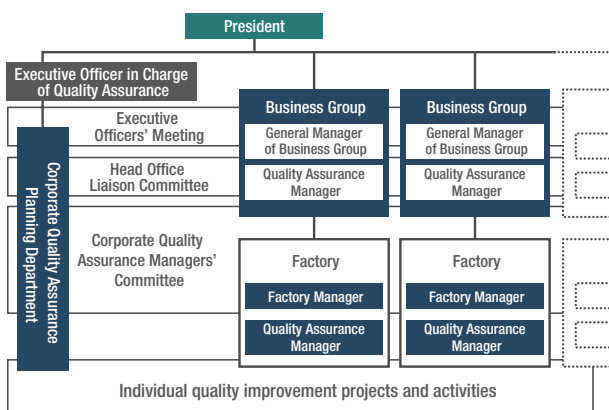 President
Executive Officer in Charge
of Quality Assurance
Corporate Quality Assurance
Planning Department
Executive
Officers' Meeting
Head Office
Liaison Committee
Corporate Quality
Assurance Managers'
Committee
Business Group
General Manager
of Business Group
Quality Assurance
Manager
Business Group
General Manager
of Business Group
Quality Assurance
Manager
Factory
Factory Manager
Quality Assurance
Manager
Factory
Factory Manager
Quality Assurance
Manager
Individual quality improvement projects and activities